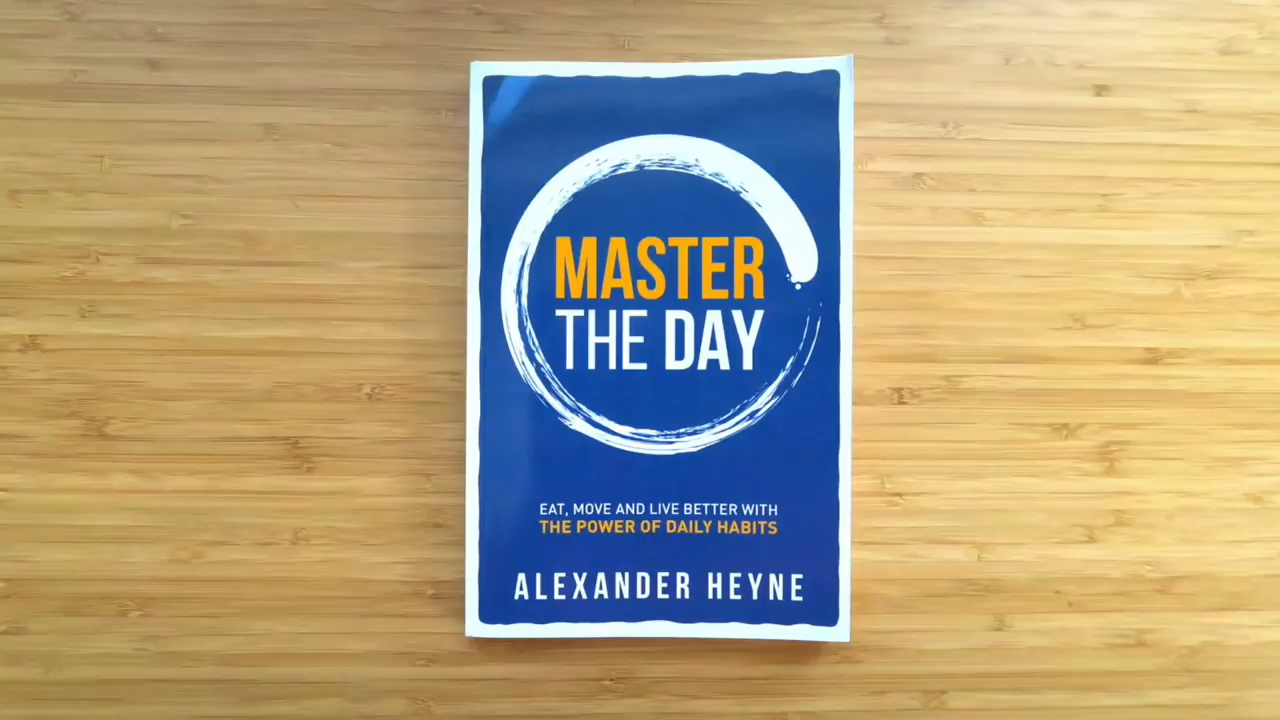 MASTER
THE DAY
EAT, MOVE AND LIVE BETTER WITH
THE POWER OF DAILY HABITS
ALEXANDER HEYNE